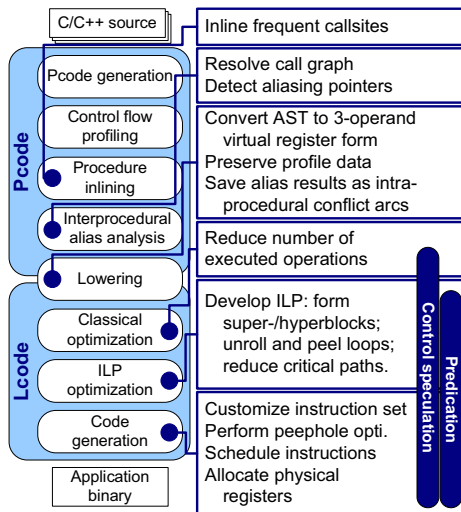 C/C++ source
Pcode
Pcode generation
Control flow
profiling
Procedure
inlining
Interprocedural
alias analysis
Lowering
Lcode
Classical
optimization
ILP
optimization
Code
generation
Application
binary
Inline frequent callsites
Resolve call graph
Detect aliasing pointers
Convert AST to 3-operand
virtual register form
Preserve profile data
Save alias results as intra-
procedural conflict arcs
Reduce number of
executed operations
Develop ILP: form
super-/hyperblocks;
unroll and peel loops;
reduce critical paths.
Customize instruction set
Perform peephole opti.
Schedule instructions
Allocate physical
registers
Control speculation
Predication